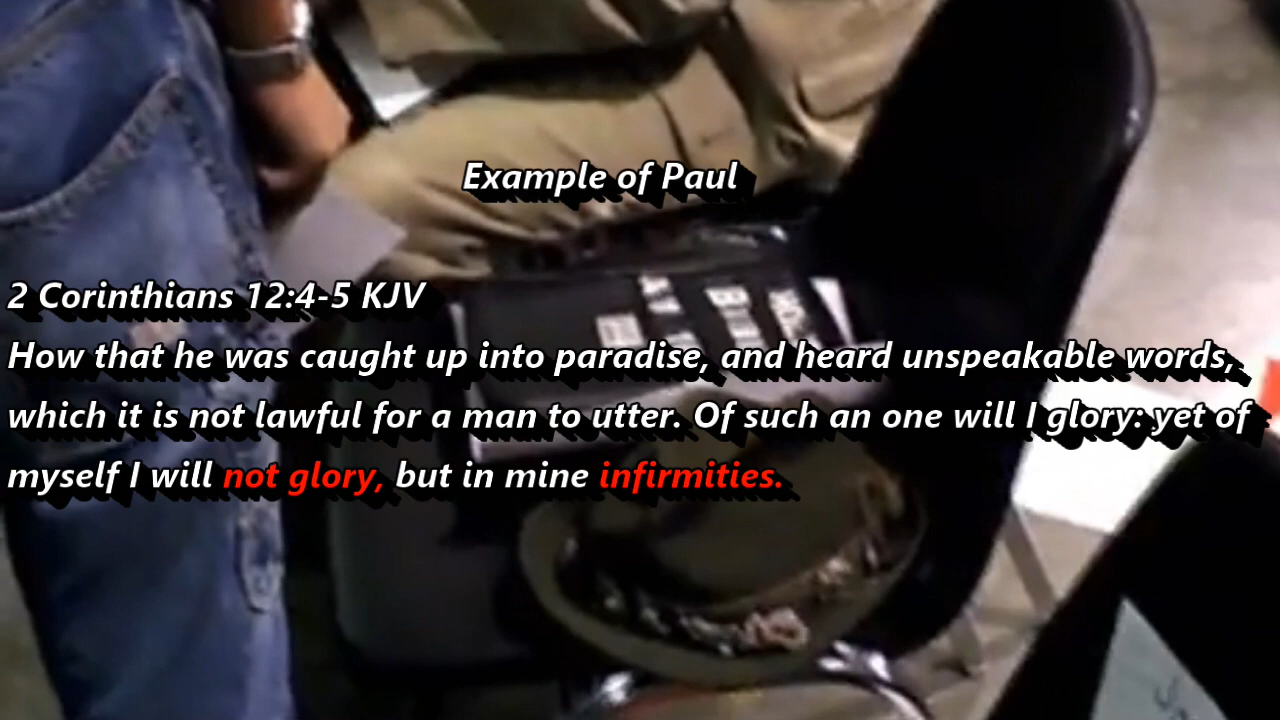 Example of Paul
2 Corinthians 12:4-5 KJV
How that he was caught up into paradise, and heard unspeakable words,
which it is not lawful for a man to utter. Of such an one will I glory: yet of
myself I will not glory, but in mine infirmities.